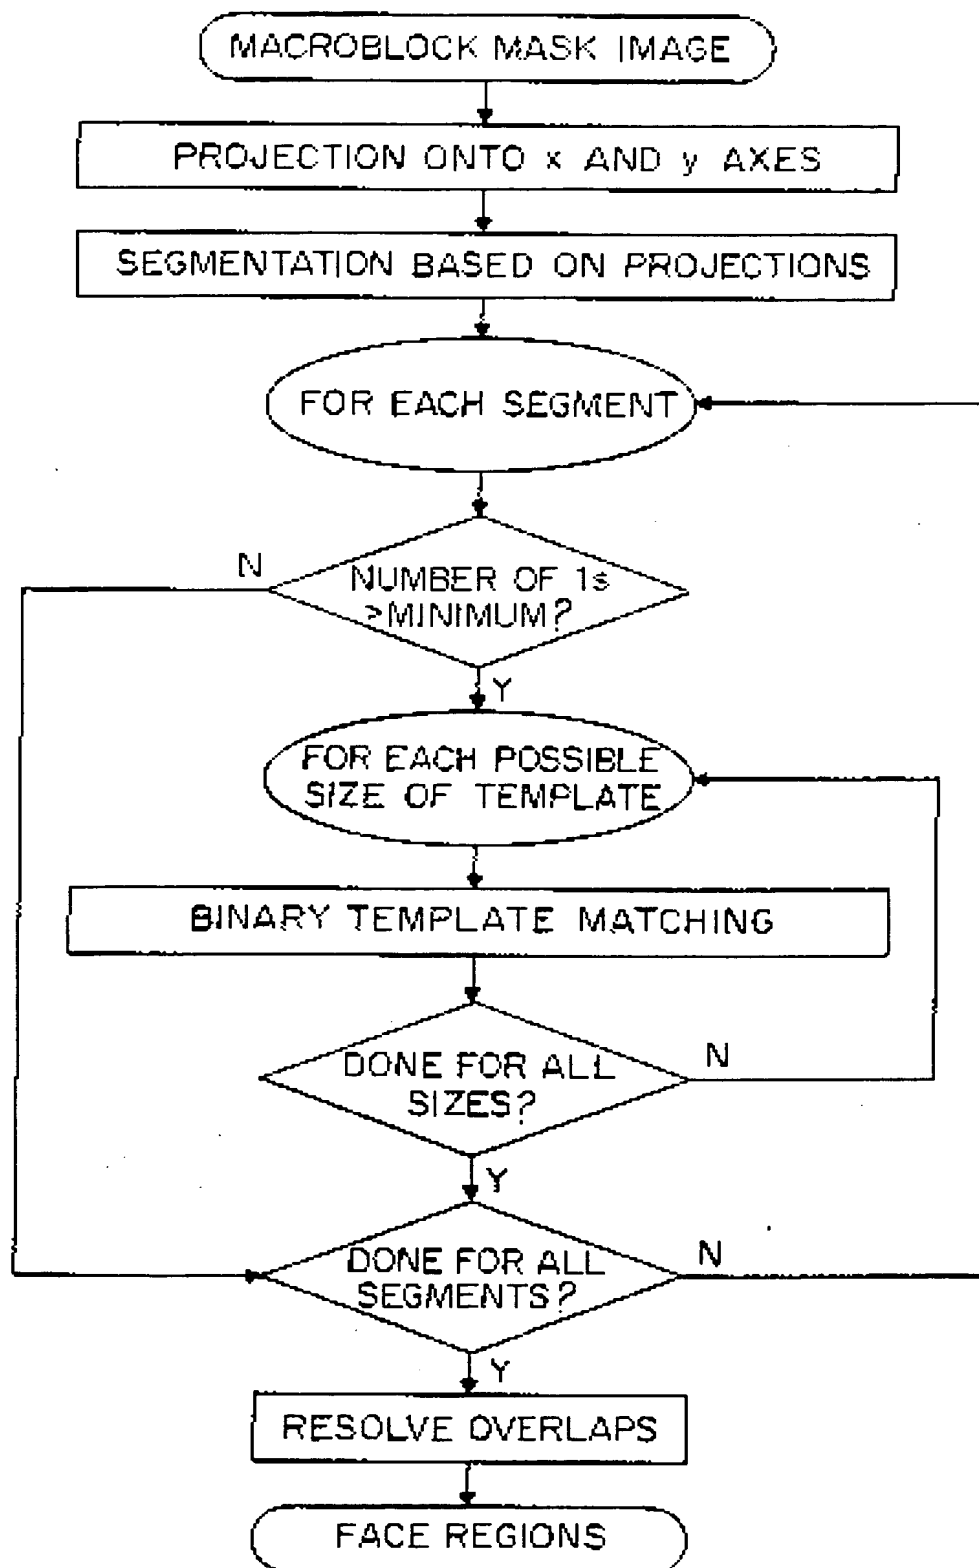 MACROBLOCK MASK IMAGE
PROJECTION ONTO x AND y AXES
SEGMENTATION BASED ON PROJECTIONS
FOR EACH SEGMENT
N
NUMBER OF 1s
>MINIMUM?
Y
FOR EACH POSSIBLE
SIZE OF TEMPLATE
BINARY TEMPLATE MATCHING
DONE FOR ALL
SIZES?
N
Y
DONE FOR ALL
SEGMENTS?
N
Y
RESOLVE OVERLAPS
FACE REGIONS